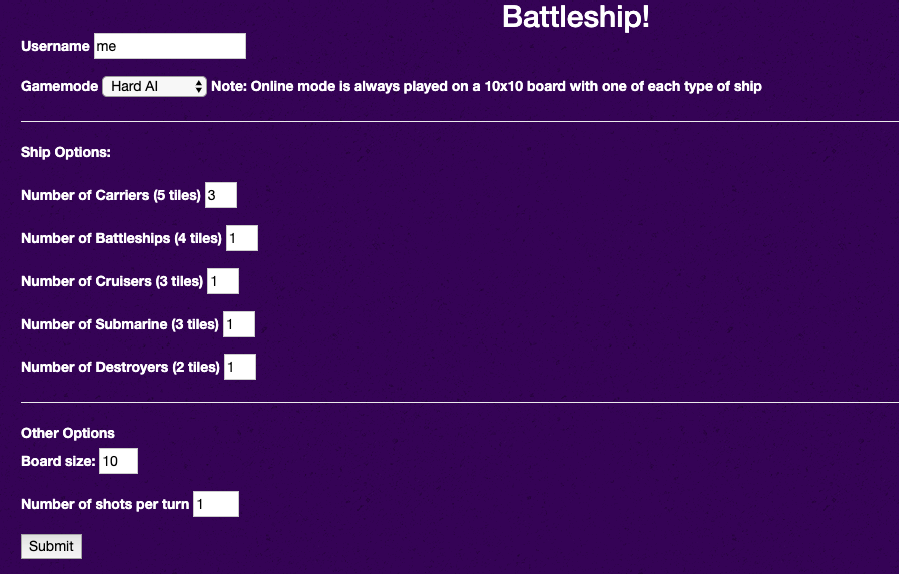 Battleship!
Username me
Gamemode Hard AI Note: Online mode is always played on a 10x10 board with one of each type of ship
Ship Options:
Number of Carriers (5 tiles) 3
Number of Battleships (4 tiles) 1
Number of Cruisers (3 tiles) 1
Number of Submarine (3 tiles) 1
Number of Destroyers (2 tiles) 1
Other Options
Board size: 10
Number of shots per turn 1
Submit